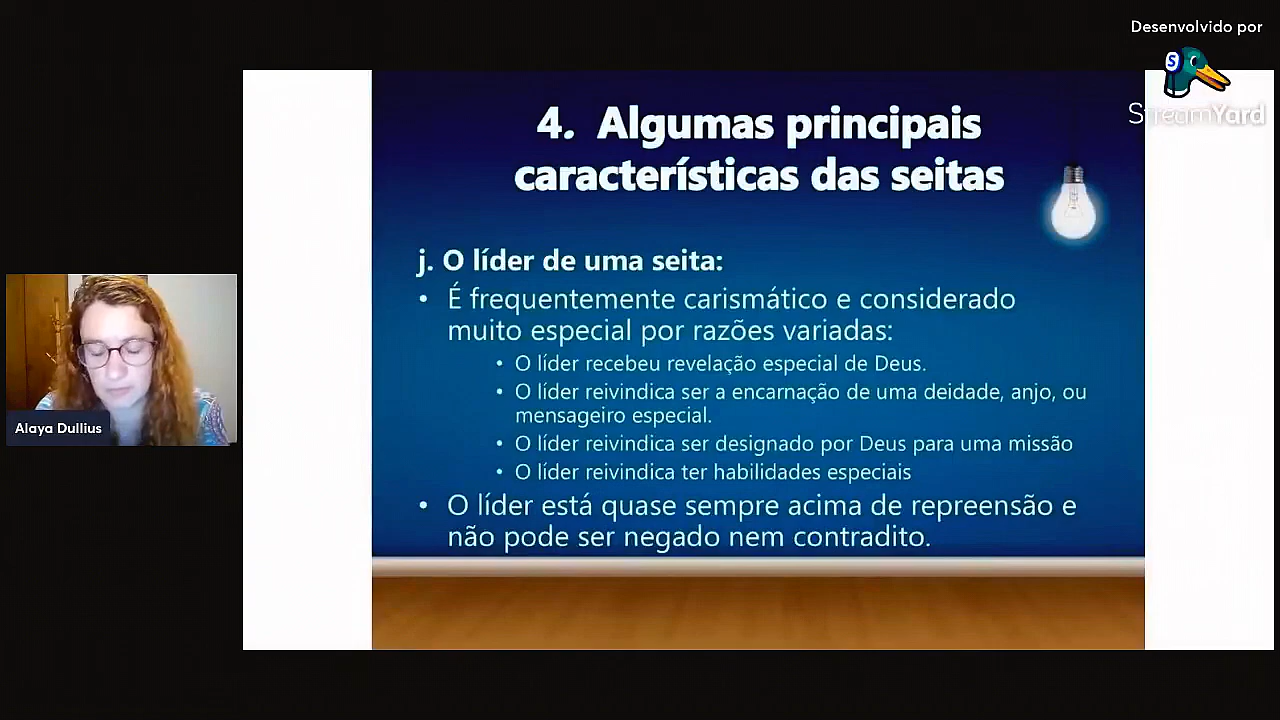 Desenvolvido por
S
StreamYard
4. Algumas principais
características das seitas
j. O líder de uma seita:
• É frequentemente carismático e considerado
muito especial por razões variadas:
• O líder recebeu revelação especial de Deus.
• O líder reivindica ser a encarnação de uma deidade, anjo, ou
mensageiro especial.
• O líder reivindica ser designado por Deus para uma missão
• O líder reivindica ter habilidades especiais
• O líder está quase sempre acima de repreensão e
não pode ser negado nem contradito.
Alaya Dullius